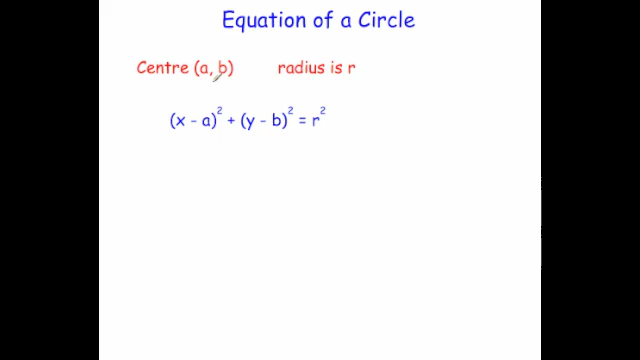 Equation of a Circle
Centre (a, b) radius is r
(x - a)² + (y - b)² = r²